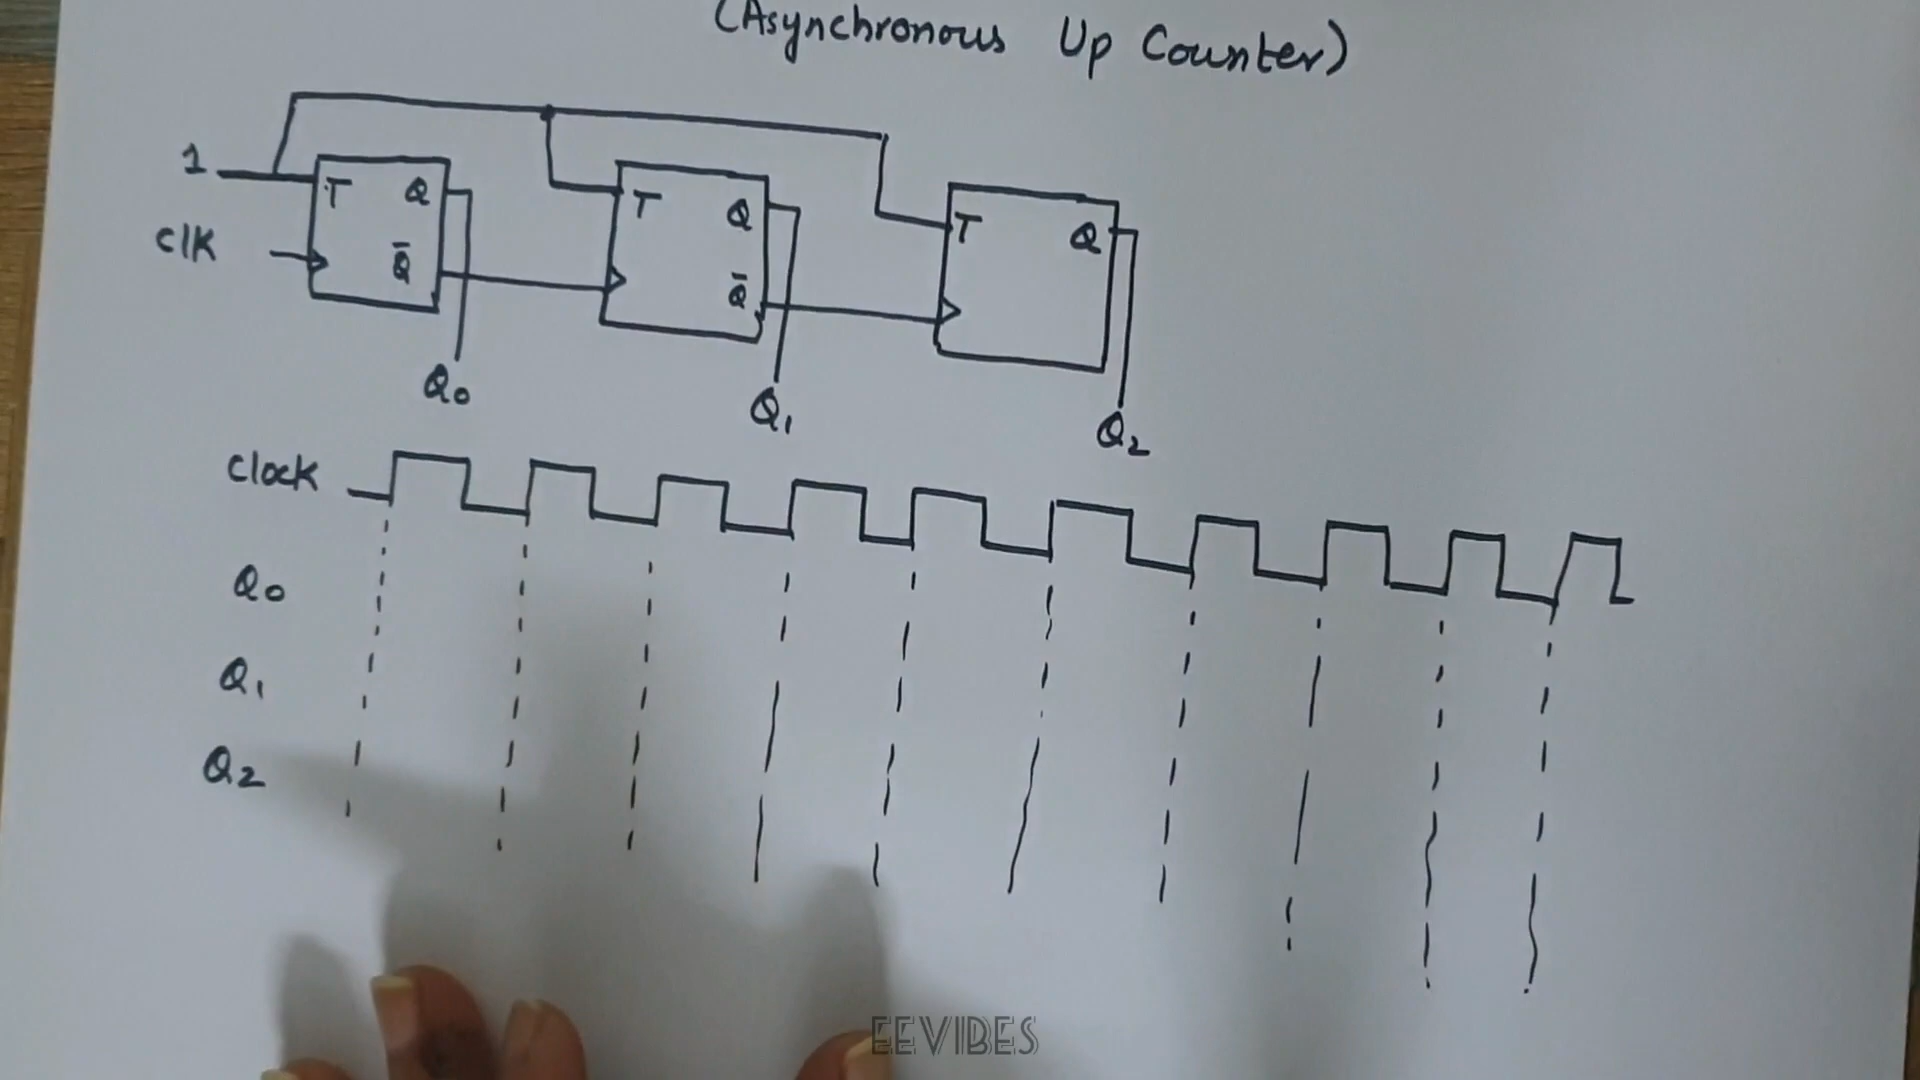 (Asynchronous Up Counter)
1
T Q
Clk
Q̄
T Q
Q̄
T Q
Q0
Q1
Q2
Clock
Q0
Q1
Q2
EEVIBES